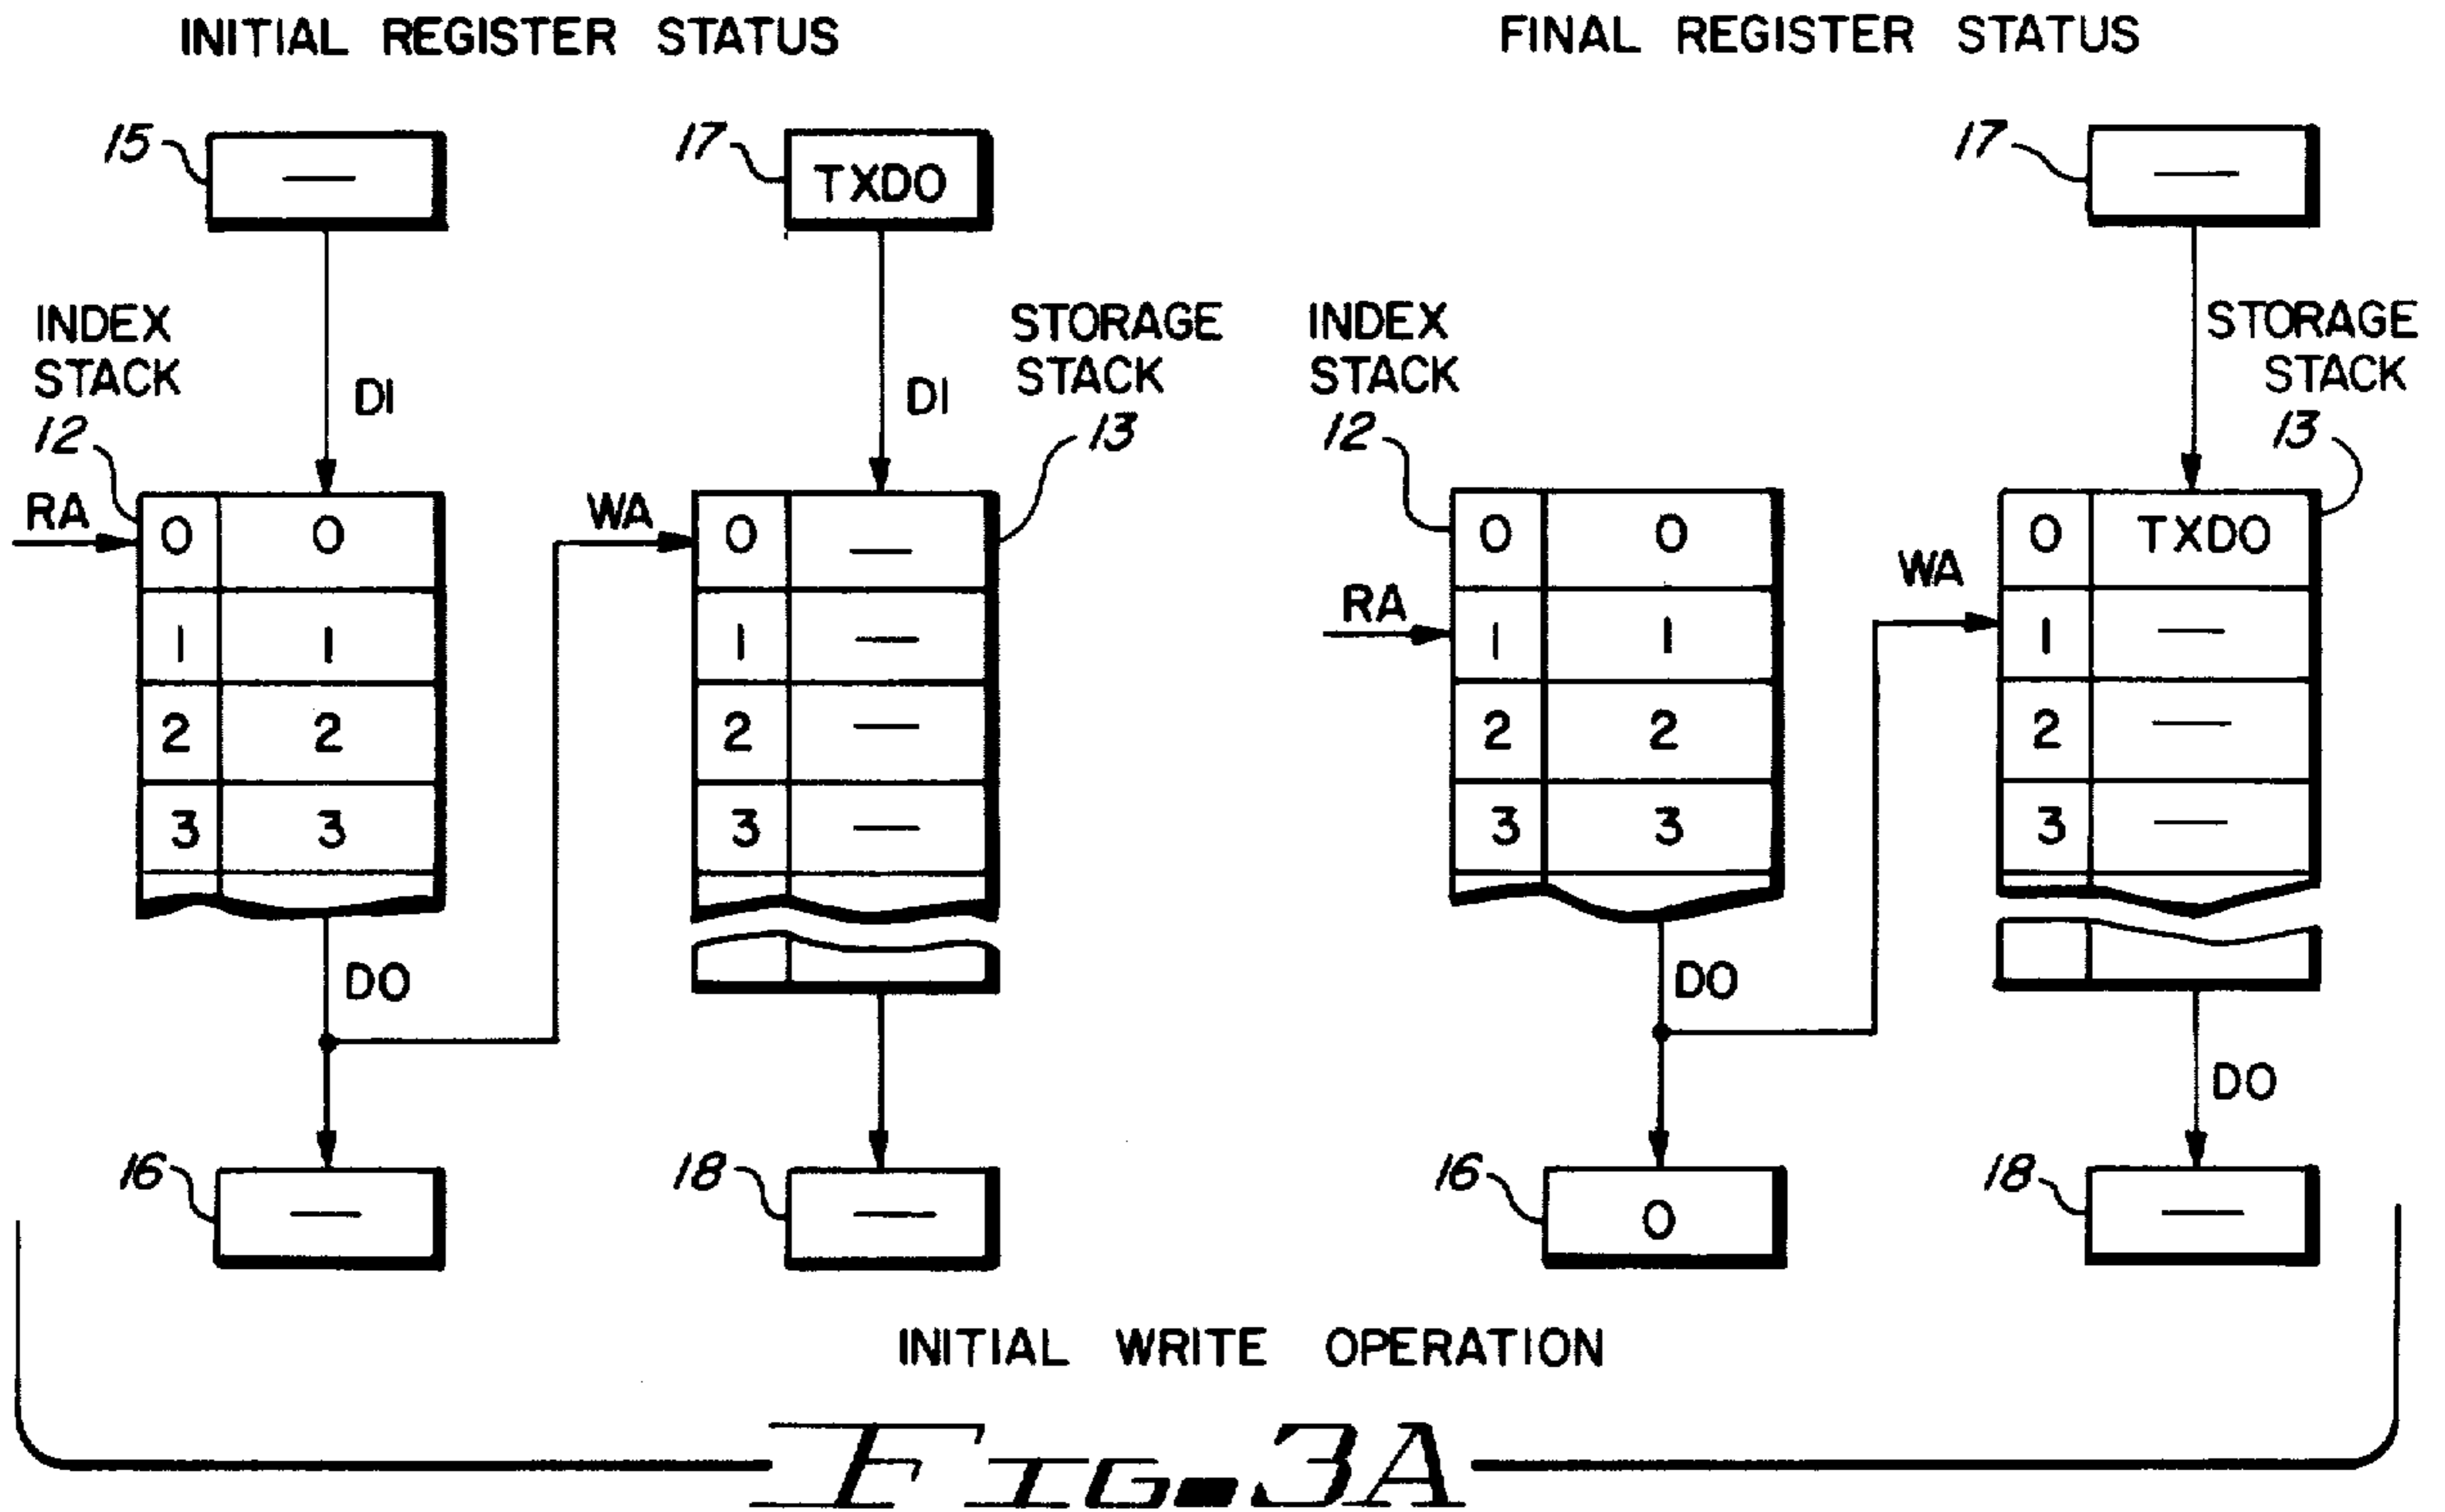 INITIAL REGISTER STATUS
15
—
17
TXDO
INDEX
STACK
12
DI
DI
STORAGE
STACK
13
RA
WA
0 0
1 1
2 2
3 3
0 —
1 —
2 —
3 —
DO
16
—
18
—
FINAL REGISTER STATUS
17
—
INDEX
STACK
12
STORAGE
STACK
13
RA
WA
0 0
1 1
2 2
3 3
0 TXDO
1 —
2 —
3 —
DO
DO
16
0
18
—
INITIAL WRITE OPERATION
FIG. 3A